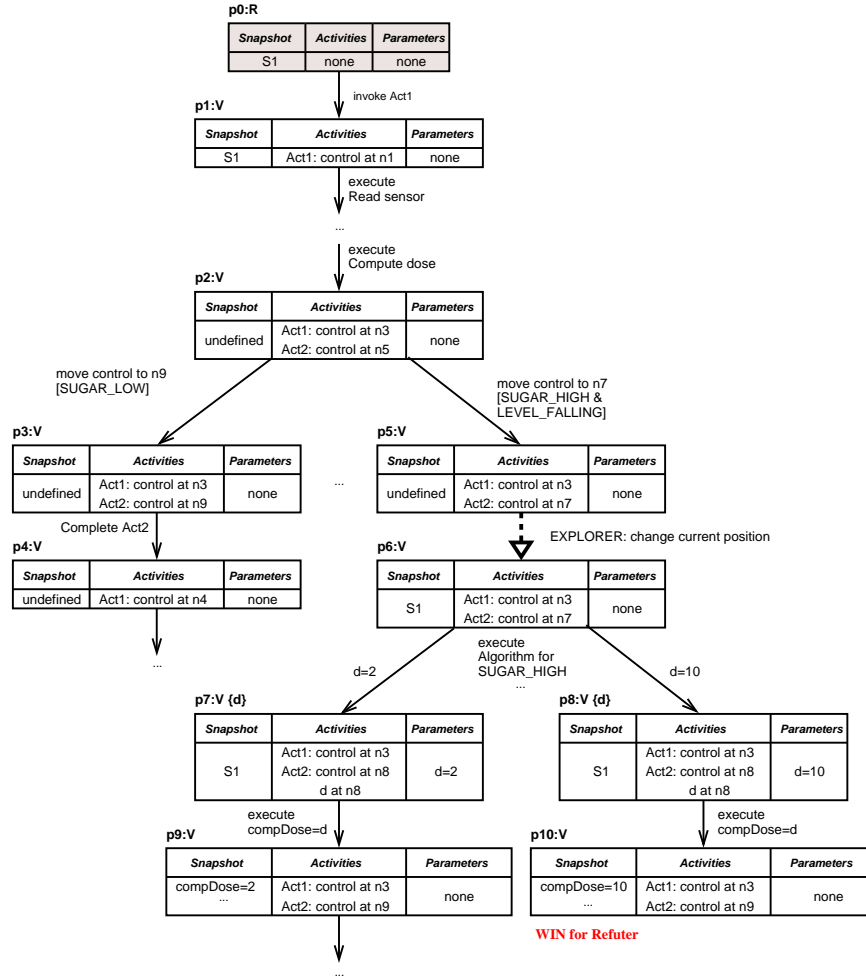 p0:R
Snapshot Activities Parameters
S1 none none
invoke Act1
p1:V
Snapshot Activities Parameters
S1 Act1: control at n1 none
execute
Read sensor
...
execute
Compute dose
p2:V
Snapshot Activities Parameters
undefined Act1: control at n3 none
Act2: control at n5
move control to n9
[SUGAR_LOW]
move control to n7
[SUGAR_HIGH &
LEVEL_FALLING]
p3:V
Snapshot Activities Parameters
undefined Act1: control at n3 none
Act2: control at n9
...
p5:V
Snapshot Activities Parameters
undefined Act1: control at n3 none
Act2: control at n7
Complete Act2
EXPLORER: change current position
p4:V
Snapshot Activities Parameters
undefined Act1: control at n4 none
...
p6:V
Snapshot Activities Parameters
S1 Act1: control at n3 none
Act2: control at n7
d=2
execute
Algorithm for
SUGAR_HIGH
...
d=10
p7:V {d}
Snapshot Activities Parameters
S1 Act1: control at n3 d=2
Act2: control at n8
d at n8
p8:V {d}
Snapshot Activities Parameters
S1 Act1: control at n3 d=10
Act2: control at n8
d at n8
execute
compDose=d
execute
compDose=d
p9:V
Snapshot Activities Parameters
compDose=2 Act1: control at n3 none
... Act2: control at n9
...
p10:V
Snapshot Activities Parameters
compDose=10 Act1: control at n3 none
... Act2: control at n9
WIN for Refuter